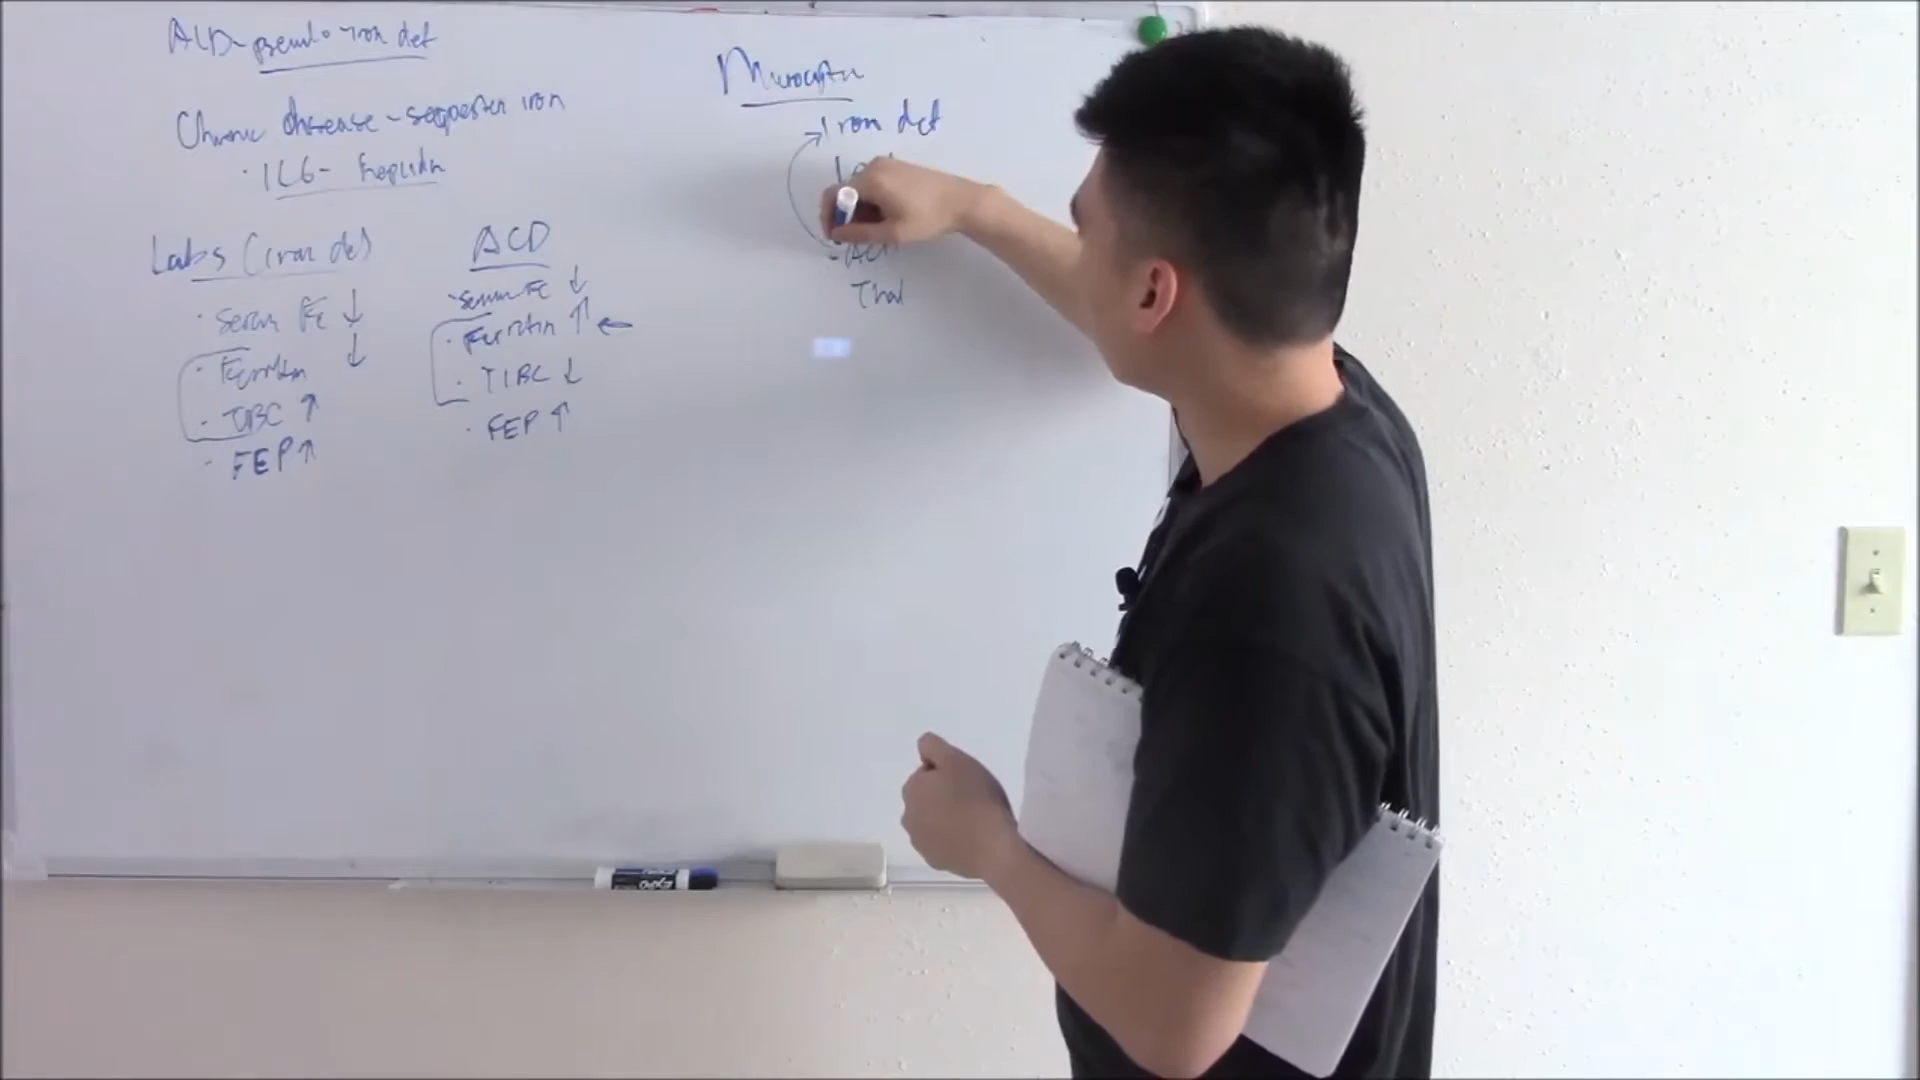 ACD - pseudo-iron def
Chronic disease - sequester iron
· IL6 - hepcidin
Labs (iron def)
· Serum Fe ↓
· Ferritin ↓
· TIBC ↑
· FEP ↑
ACD
· Serum Fe ↓
· Ferritin ↑ ←
· TIBC ↓
· FEP ↑
Microcytic
Iron def
Thal
EXPO